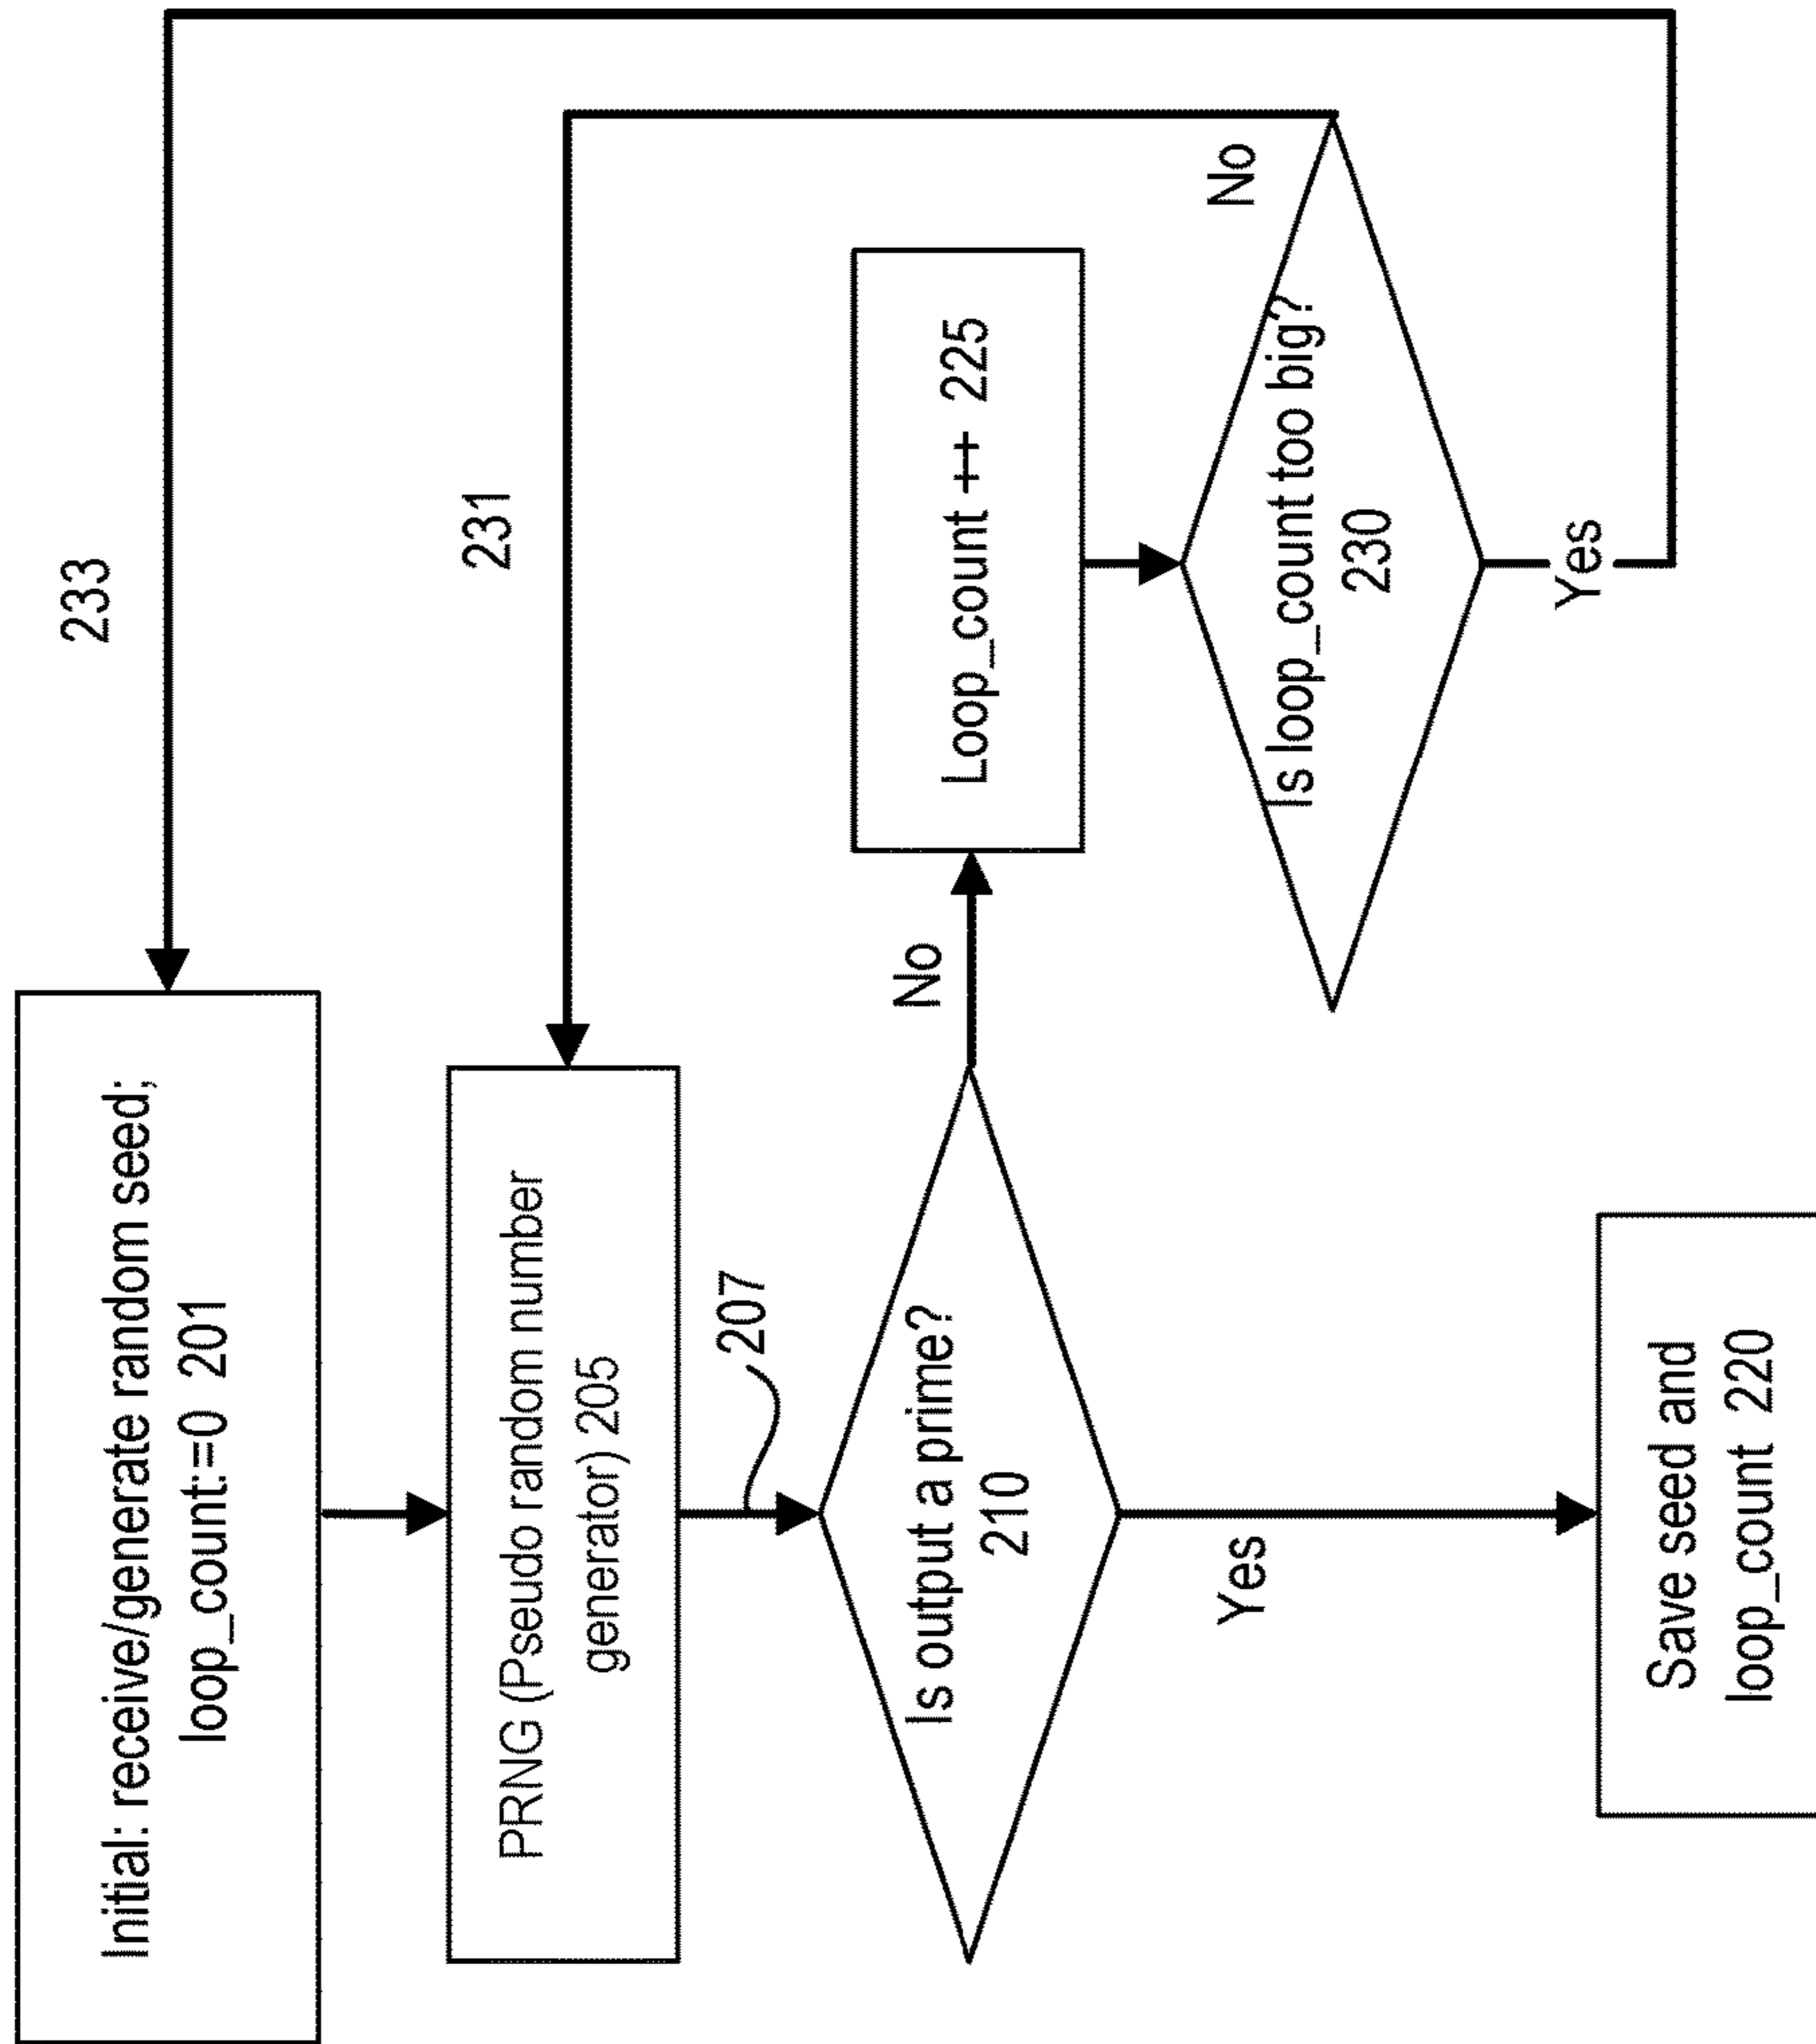 Initial: receive/generate random seed;
loop_count:=0 201
233
PRNG (Pseudo random number
generator) 205
231
207
Is output a prime?
210
No
Loop_count ++ 225
Is loop_count too big?
230
No
Yes
Yes
Save seed and
loop_count 220